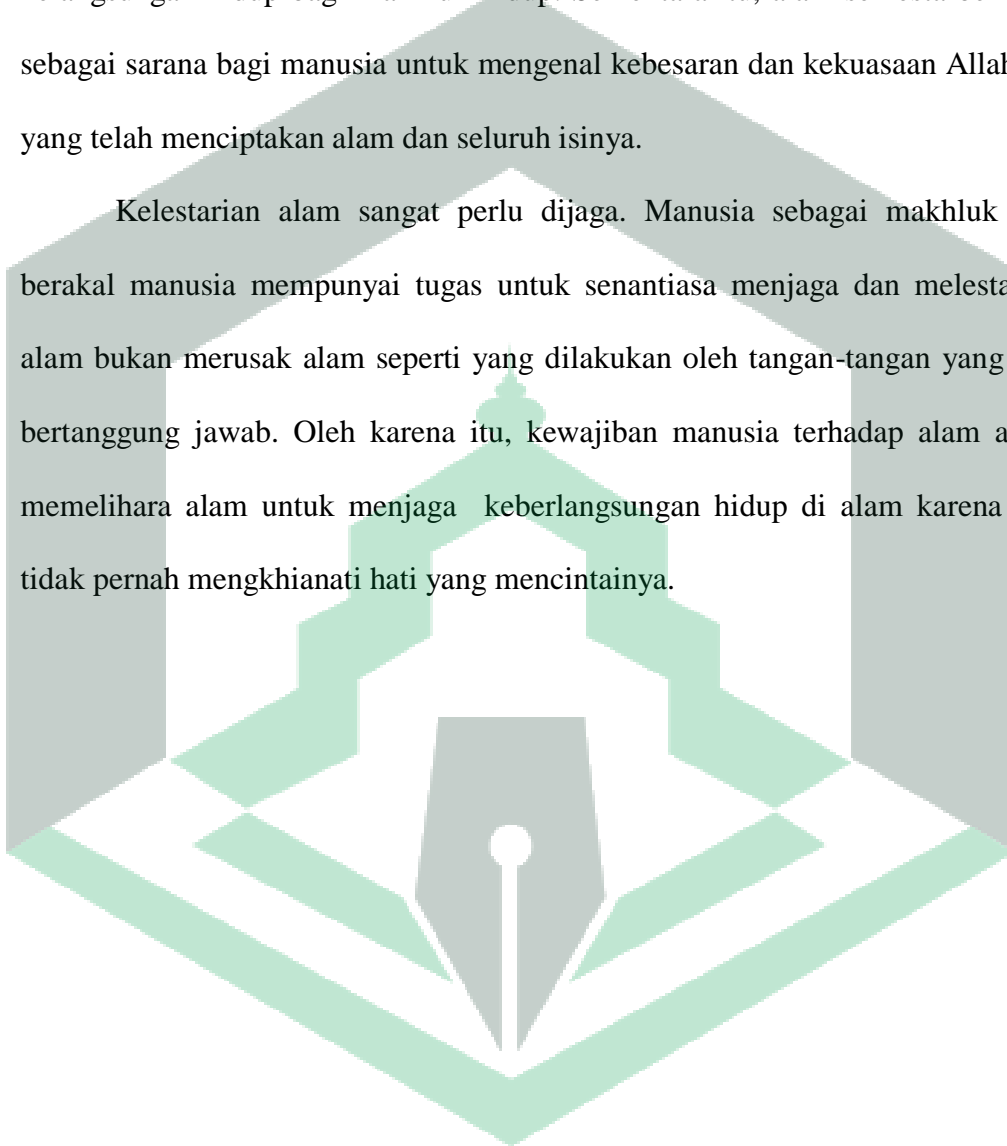 sebagai sarana bagi manusia untuk mengenal kebesaran dan kekuasaan Allah
yang telah menciptakan alam dan seluruh isinya.
Kelestarian alam sangat perlu dijaga. Manusia sebagai makhluk
berakal manusia mempunyai tugas untuk senantiasa menjaga dan
alam bukan merusak alam seperti yang dilakukan oleh tangan-tangan yang
bertanggung jawab. Oleh karena itu, kewajiban manusia terhadap alam
memelihara alam untuk menjaga keberlangsungan hidup di alam karena
tidak pernah mengkhianati hati yang mencintainya.